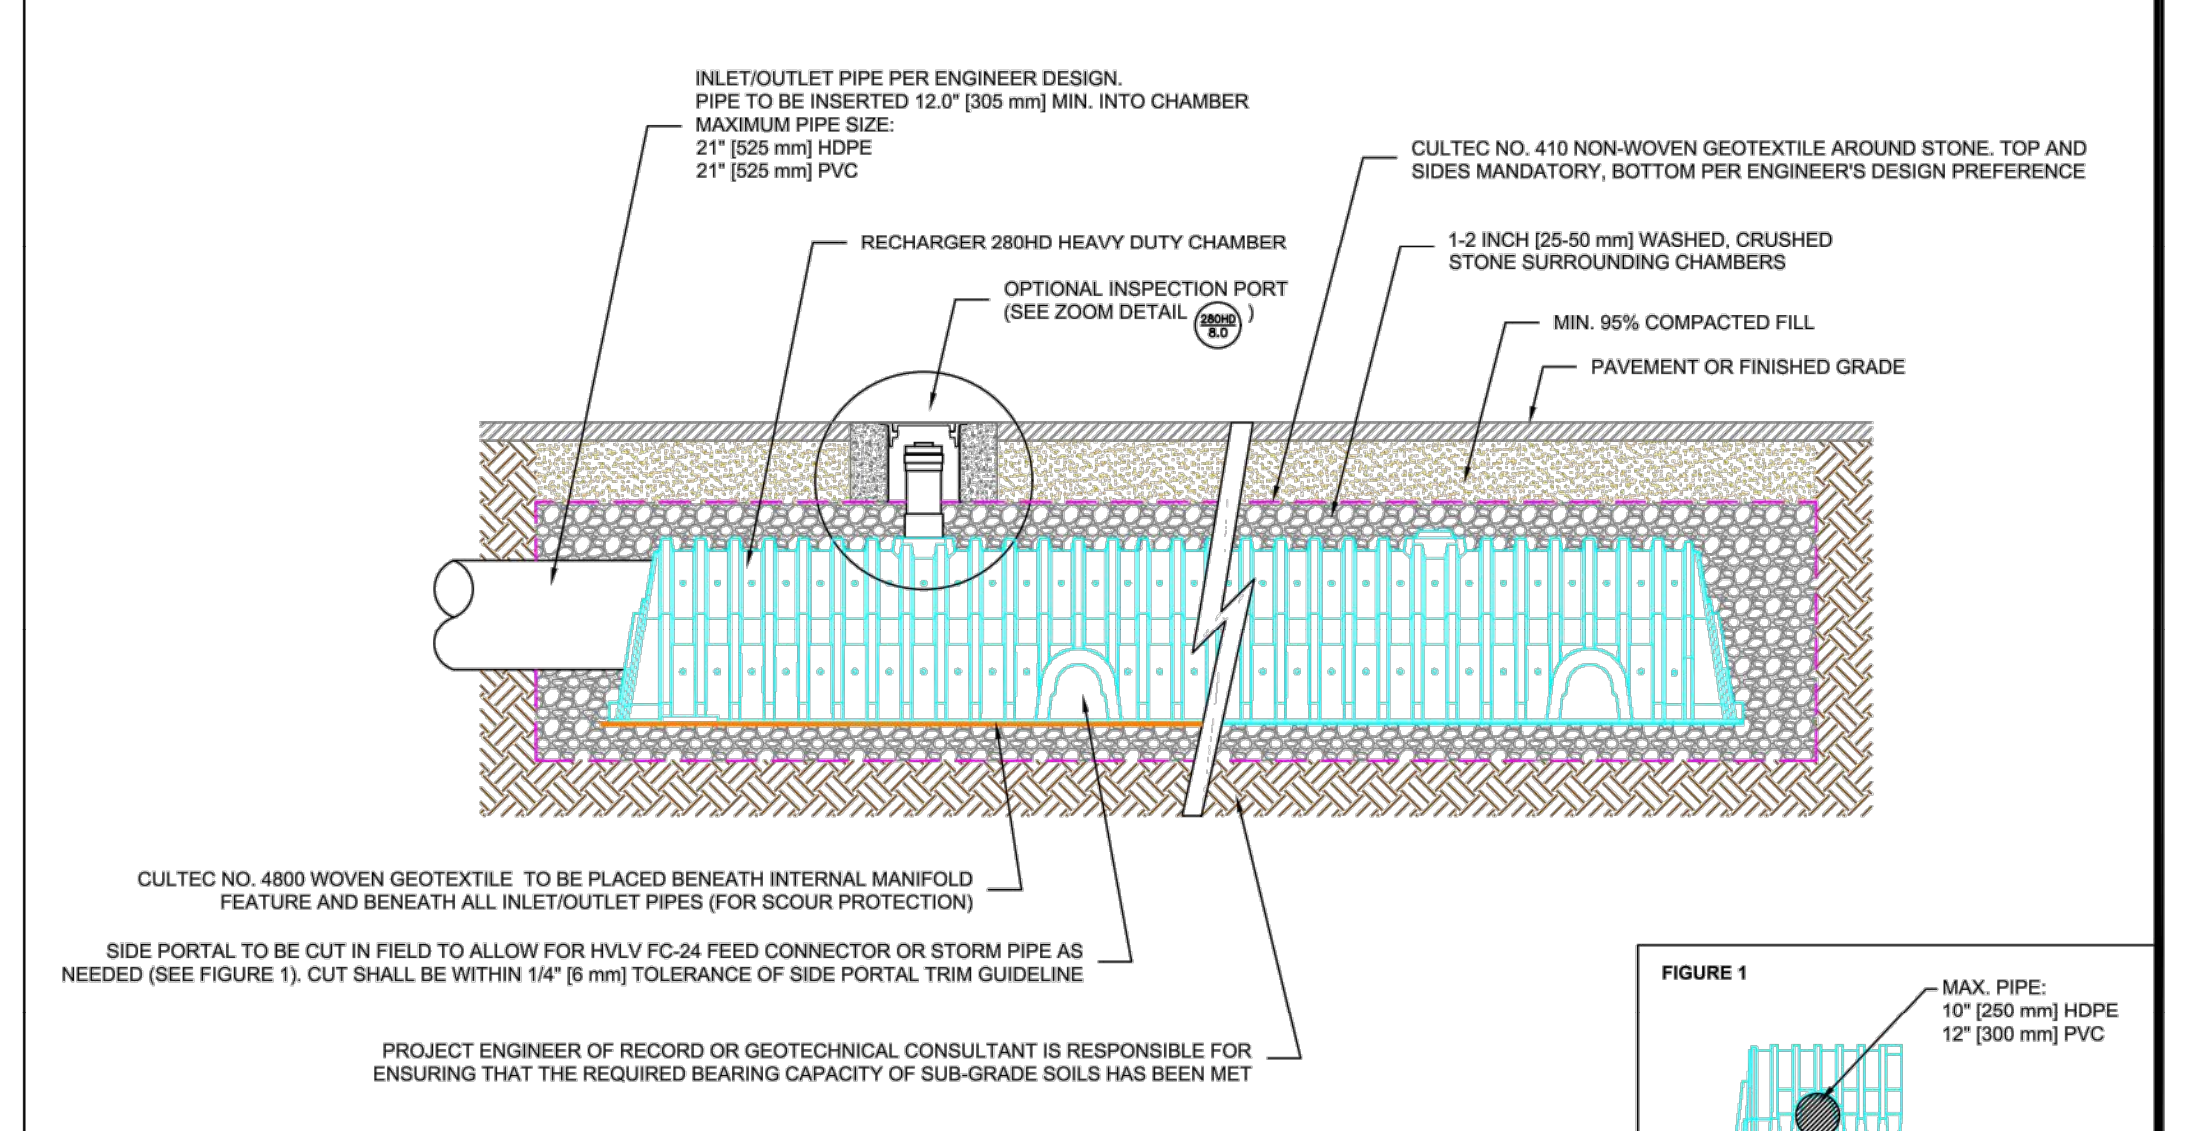 INLET/OUTLET PIPE PER ENGINEER DESIGN.
PIPE TO BE INSERTED 12.0" [305 mm] MIN. INTO CHAMBER
MAXIMUM PIPE SIZE:
21" [525 mm] HDPE
21" [525 mm] PVC
CULTEC NO. 410 NON-WOVEN GEOTEXTILE AROUND STONE. TOP AND
SIDES MANDATORY, BOTTOM PER ENGINEER'S DESIGN PREFERENCE
RECHARGER 280HD HEAVY DUTY CHAMBER
1-2 INCH [25-50 mm] WASHED, CRUSHED
STONE SURROUNDING CHAMBERS
OPTIONAL INSPECTION PORT
(SEE ZOOM DETAIL 280HD 8.0 )
MIN. 95% COMPACTED FILL
PAVEMENT OR FINISHED GRADE
CULTEC NO. 4800 WOVEN GEOTEXTILE TO BE PLACED BENEATH INTERNAL MANIFOLD
FEATURE AND BENEATH ALL INLET/OUTLET PIPES (FOR SCOUR PROTECTION)
SIDE PORTAL TO BE CUT IN FIELD TO ALLOW FOR HVLV FC-24 FEED CONNECTOR OR STORM PIPE AS
NEEDED (SEE FIGURE 1). CUT SHALL BE WITHIN 1/4" [6 mm] TOLERANCE OF SIDE PORTAL TRIM GUIDELINE
PROJECT ENGINEER OF RECORD OR GEOTECHNICAL CONSULTANT IS RESPONSIBLE FOR
ENSURING THAT THE REQUIRED BEARING CAPACITY OF SUB-GRADE SOILS HAS BEEN MET
FIGURE 1
MAX. PIPE:
10" [250 mm] HDPE
12" [300 mm] PVC